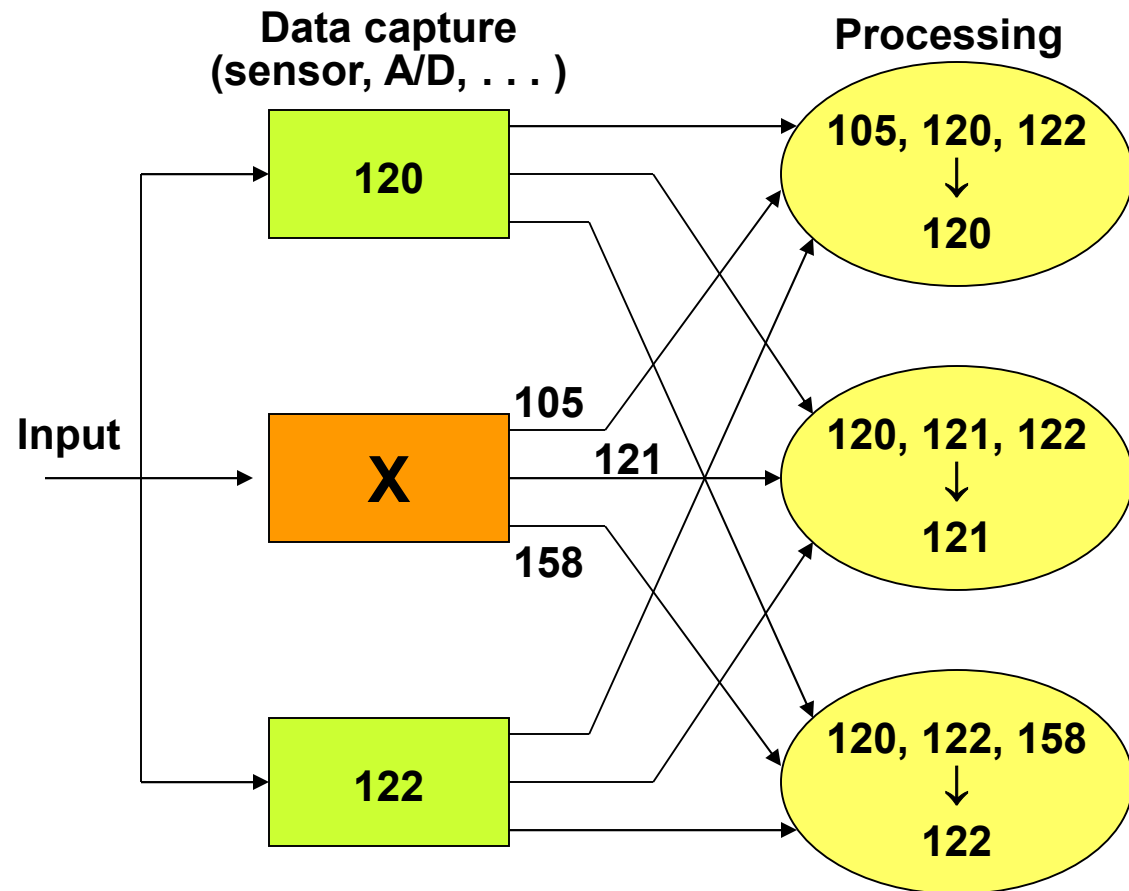 Data capture
(sensor, A/D, . . . )
Processing
120
105, 120, 122
↓
120
Input
105
X
121
158
120, 121, 122
↓
121
122
120, 122, 158
↓
122